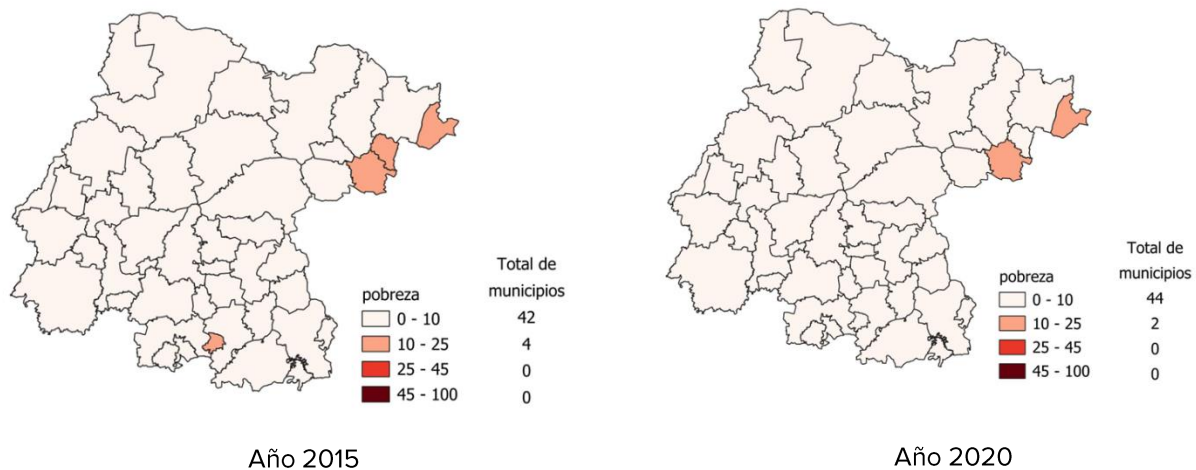 Total de
municipios
pobreza
0 - 10 42
10 - 25 4
25 - 45 0
45 - 100 0
Año 2015
Total de
municipios
pobreza
0 - 10 44
10 - 25 2
25 - 45 0
45 - 100 0
Año 2020